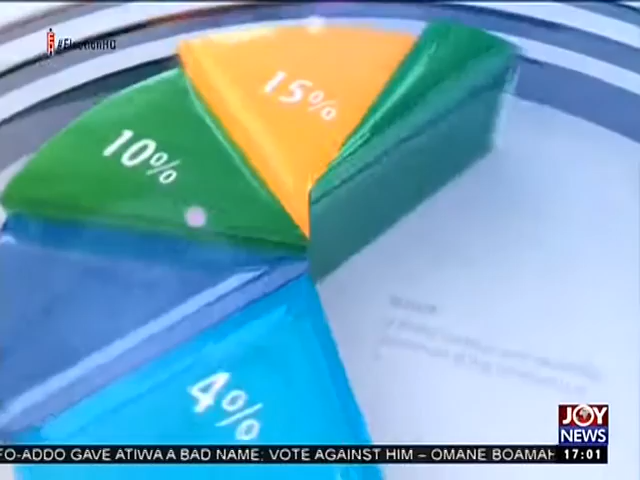 #ElectionHQ
15%
10%
4%
JOY
NEWS
FO-ADDO GAVE ATIWA A BAD NAME; VOTE AGAINST HIM – OMANE BOAMAH
17:01